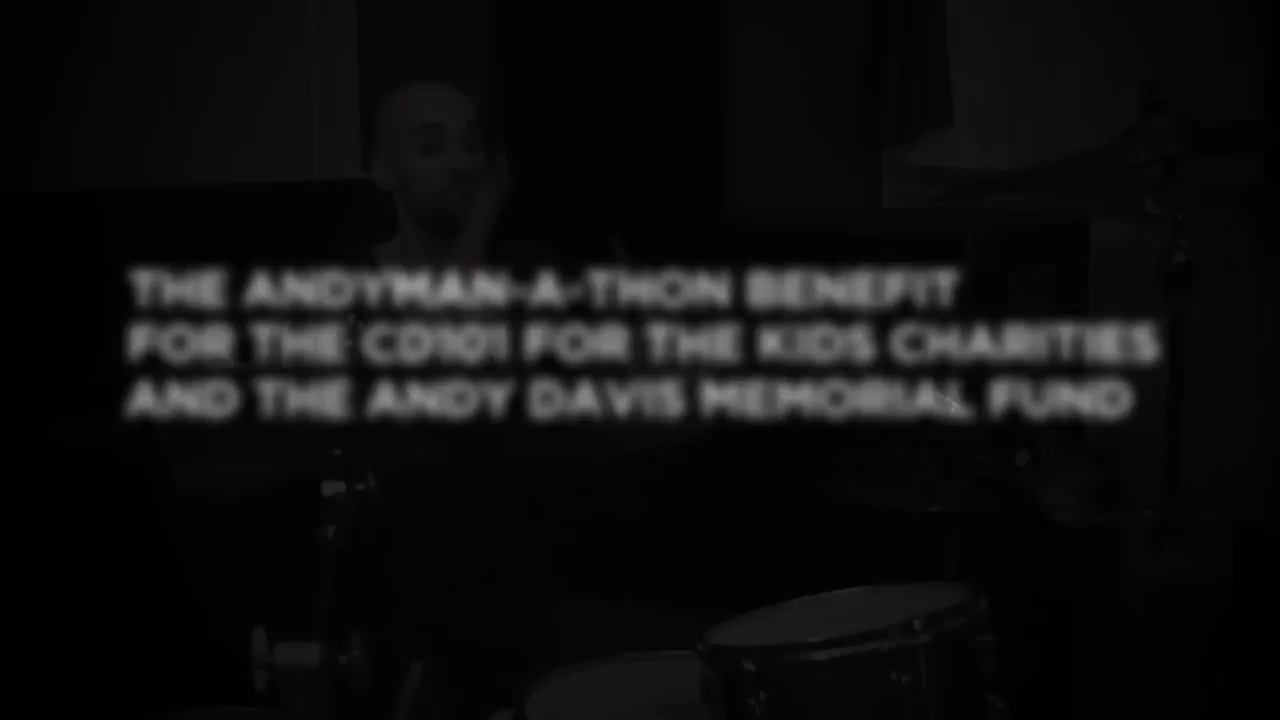 THE ANDYMAN-A-THON BENEFIT
FOR THE CD101 FOR THE KIDS CHARITIES
AND THE ANDY DAVIS MEMORIAL FUND